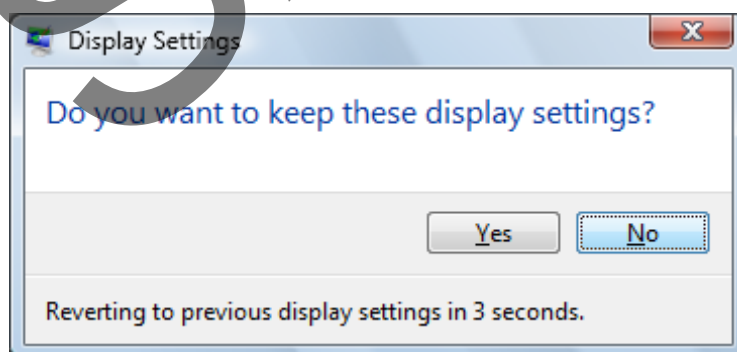 Display Settings
Do you want to keep these display settings?
Yes No
Reverting to previous display settings in 3 seconds.